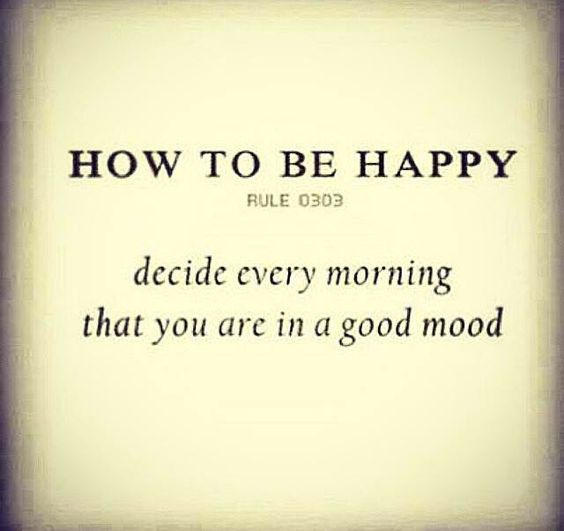 HOW TO BE HAPPY
RULE 0303
decide every morning
that you are in a good mood